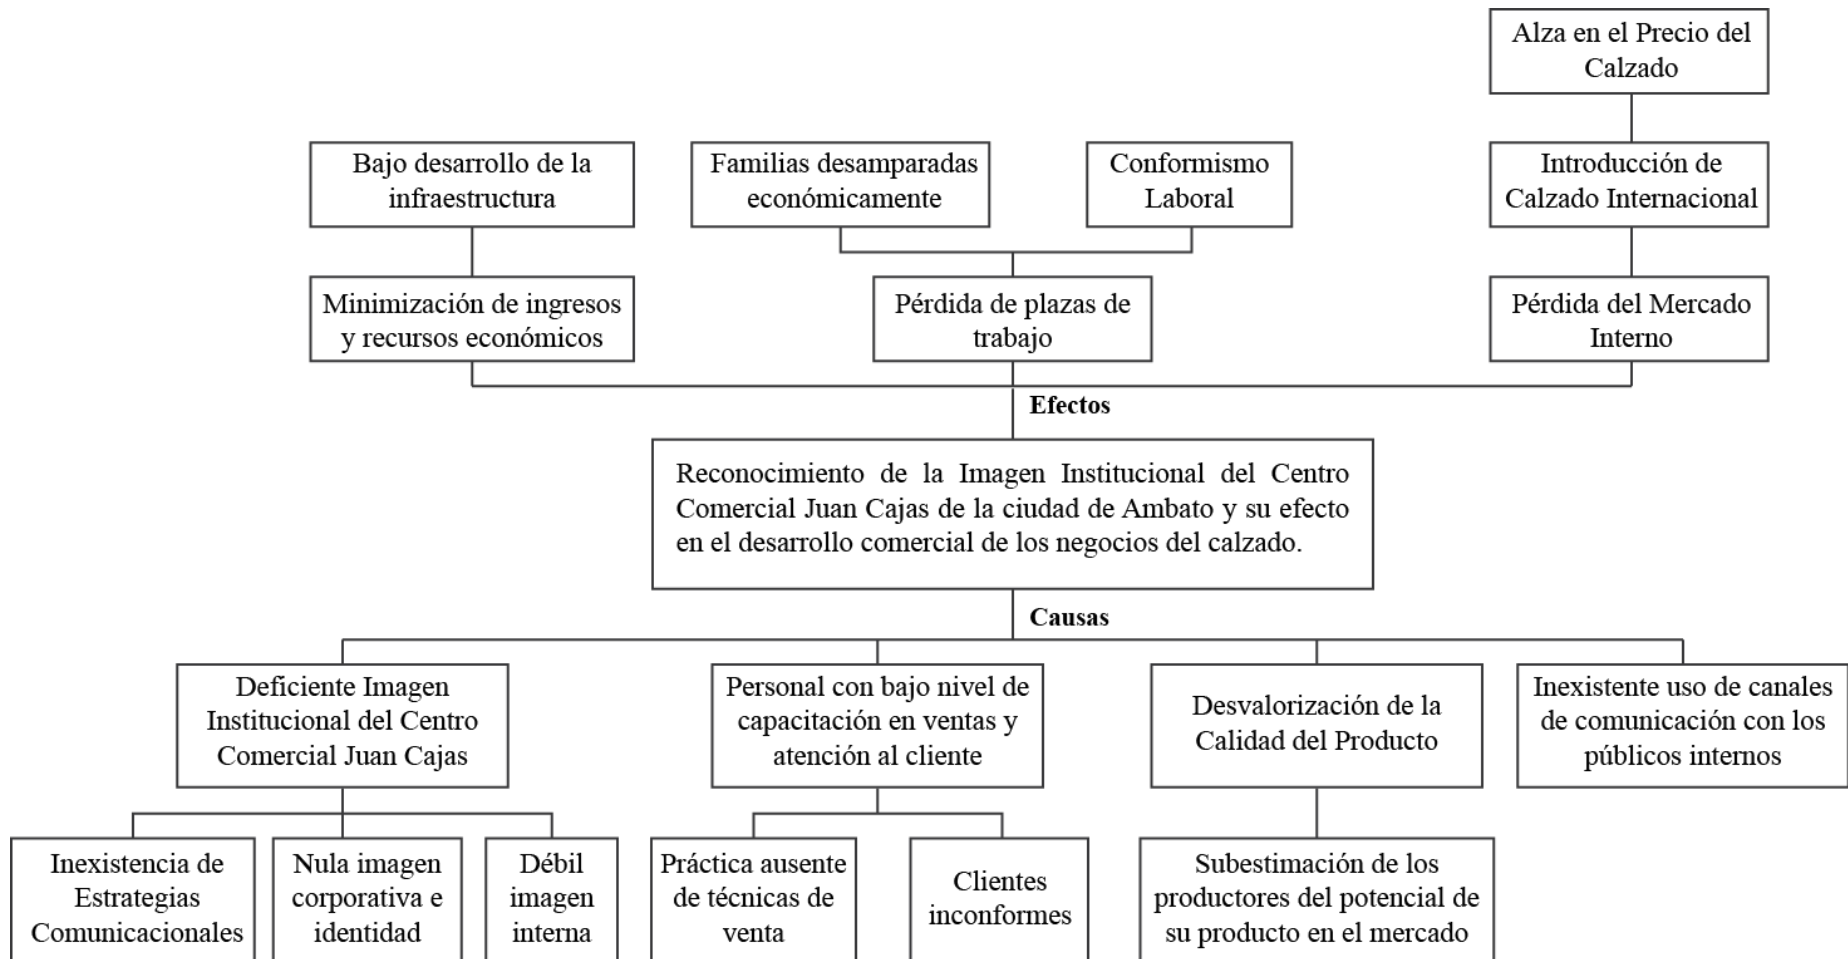 Alza en el Precio del
Calzado
Bajo desarrollo de la
infraestructura
Familias desamparadas
económicamente
Conformismo
Laboral
Introducción de
Calzado Internacional
Minimización de ingresos
y recursos económicos
Pérdida de plazas de
trabajo
Pérdida del Mercado
Interno
Efectos
Reconocimiento de la Imagen Institucional del Centro
Comercial Juan Cajas de la ciudad de Ambato y su efecto
en el desarrollo comercial de los negocios del calzado.
Causas
Deficiente Imagen
Institucional del Centro
Comercial Juan Cajas
Personal con bajo nivel de
capacitación en ventas y
atención al cliente
Desvalorización de la
Calidad del Producto
Inexistente uso de canales
de comunicación con los
públicos internos
Inexistencia de
Estrategias
Comunicacionales
Nula imagen
corporativa e
identidad
Débil
imagen
interna
Práctica ausente
de técnicas de
venta
Clientes
inconformes
Subestimación de los
productores del potencial de
su producto en el mercado